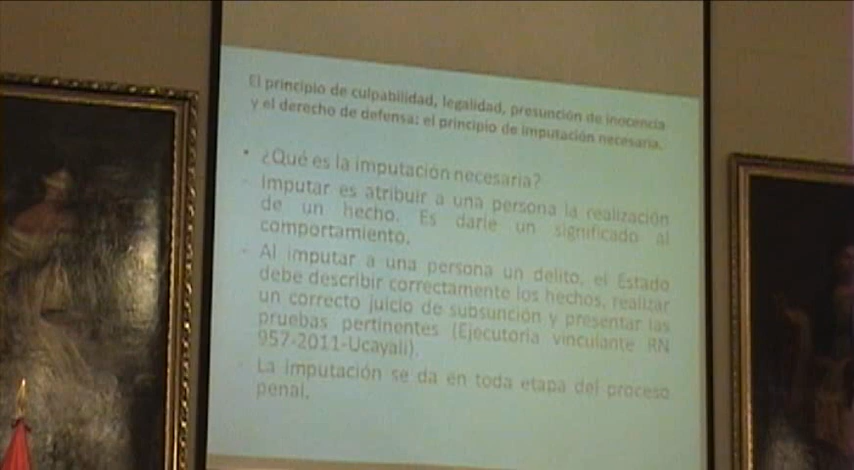 El principio de culpabilidad, legalidad, presunción de inocencia
y el derecho de defensa: el principio de imputación necesaria.
• ¿Qué es la imputación necesaria?
- Imputar es atribuir a una persona la realización
de un hecho. Es darle un significado al
comportamiento.
- Al imputar a una persona un delito, el Estado
debe describir correctamente los hechos, realizar
un correcto juicio de subsunción y presentar las
pruebas pertinentes (Ejecutoria vinculante RN
957-2011-Ucayali).
- La imputación se da en toda etapa del proceso
penal.